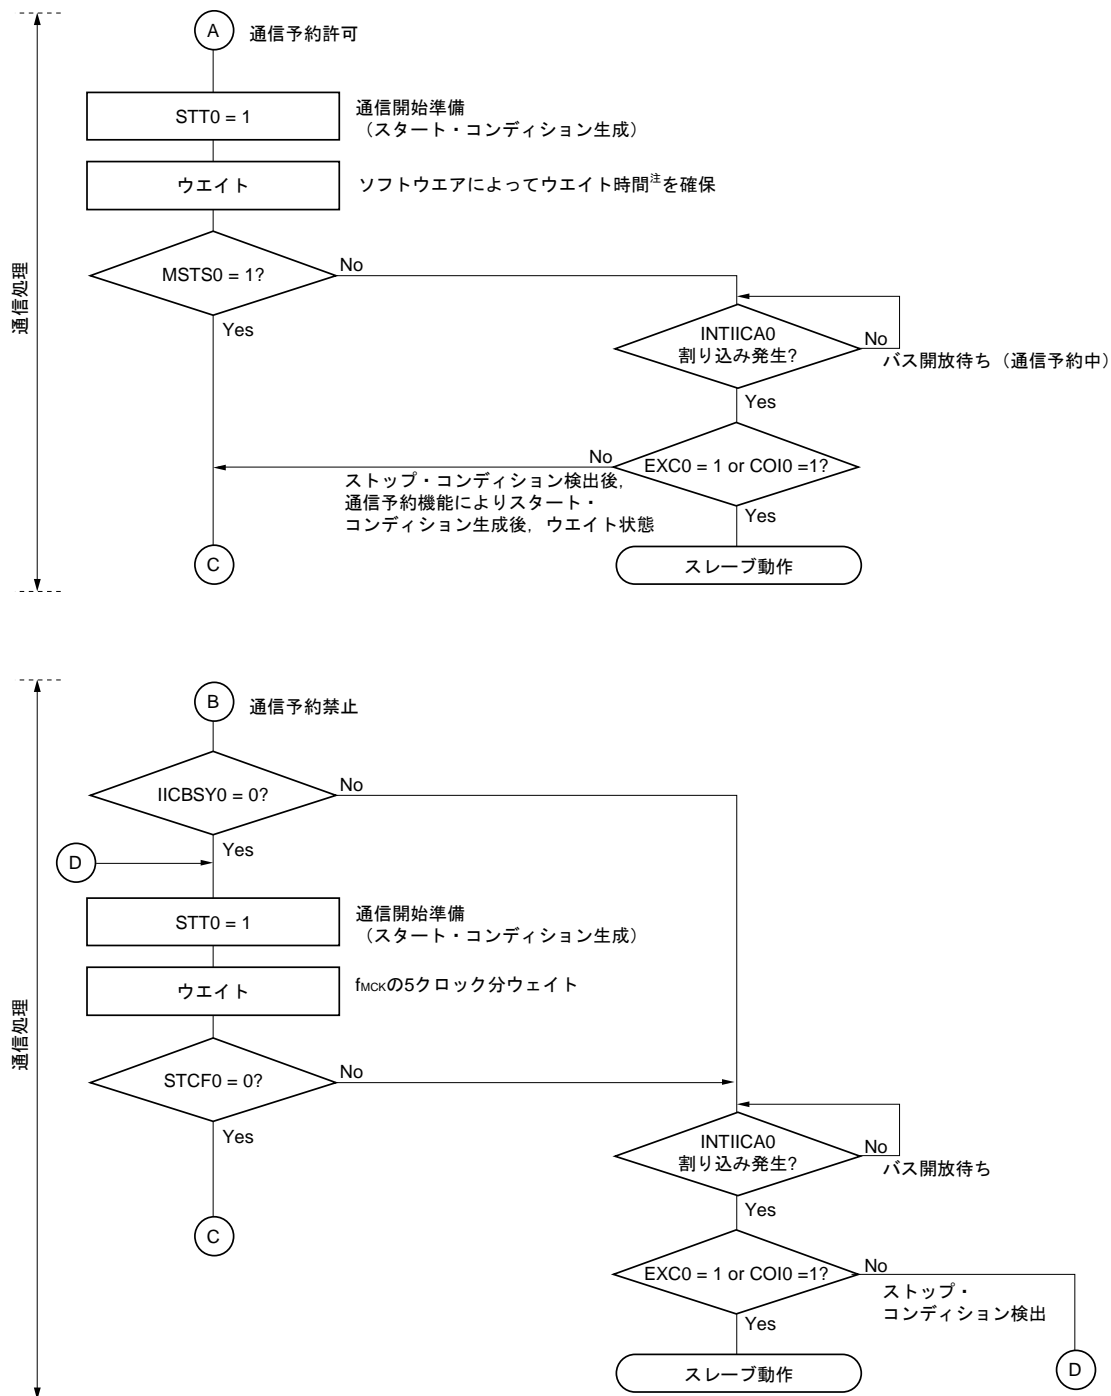 A 通信予約許可
STT0 = 1
通信開始準備
（スタート・コンディション生成）
ウエイト
ソフトウエアによってウエイト時間注を確保
MSTS0 = 1?
No
Yes
INTIICA0
割り込み発生?
No
バス開放待ち（通信予約中）
Yes
EXC0 = 1 or COI0 =1?
No
ストップ・コンディション検出後,
通信予約機能によりスタート・
コンディション生成後, ウエイト状態
Yes
C
スレーブ動作
通信処理
B 通信予約禁止
IICBSY0 = 0?
No
Yes
D
STT0 = 1
通信開始準備
（スタート・コンディション生成）
ウエイト
fMCKの5クロック分ウェイト
STCF0 = 0?
No
Yes
INTIICA0
割り込み発生?
No
バス開放待ち
Yes
C
EXC0 = 1 or COI0 =1?
No
ストップ・
コンディション検出
Yes
スレーブ動作
D
通信処理